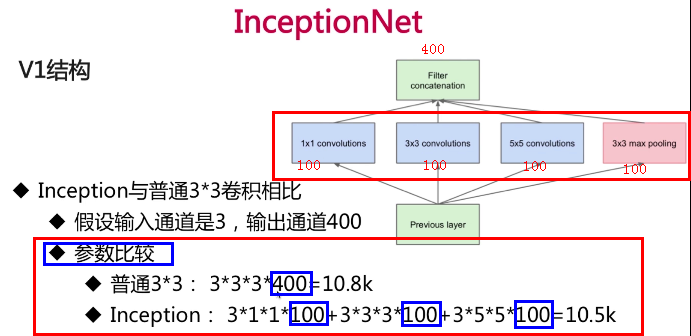 InceptionNet
V1结构
400
Filter
concatenation
1x1 convolutions
3x3 convolutions
5x5 convolutions
3x3 max pooling
100
100
100
100
Previous layer
◆ Inception与普通3*3卷积相比
◆ 假设输入通道是3，输出通道400
◆ 参数比较
◆ 普通3*3： 3*3*3*400=10.8k
◆ Inception： 3*1*1*100+3*3*3*100+3*5*5*100=10.5k